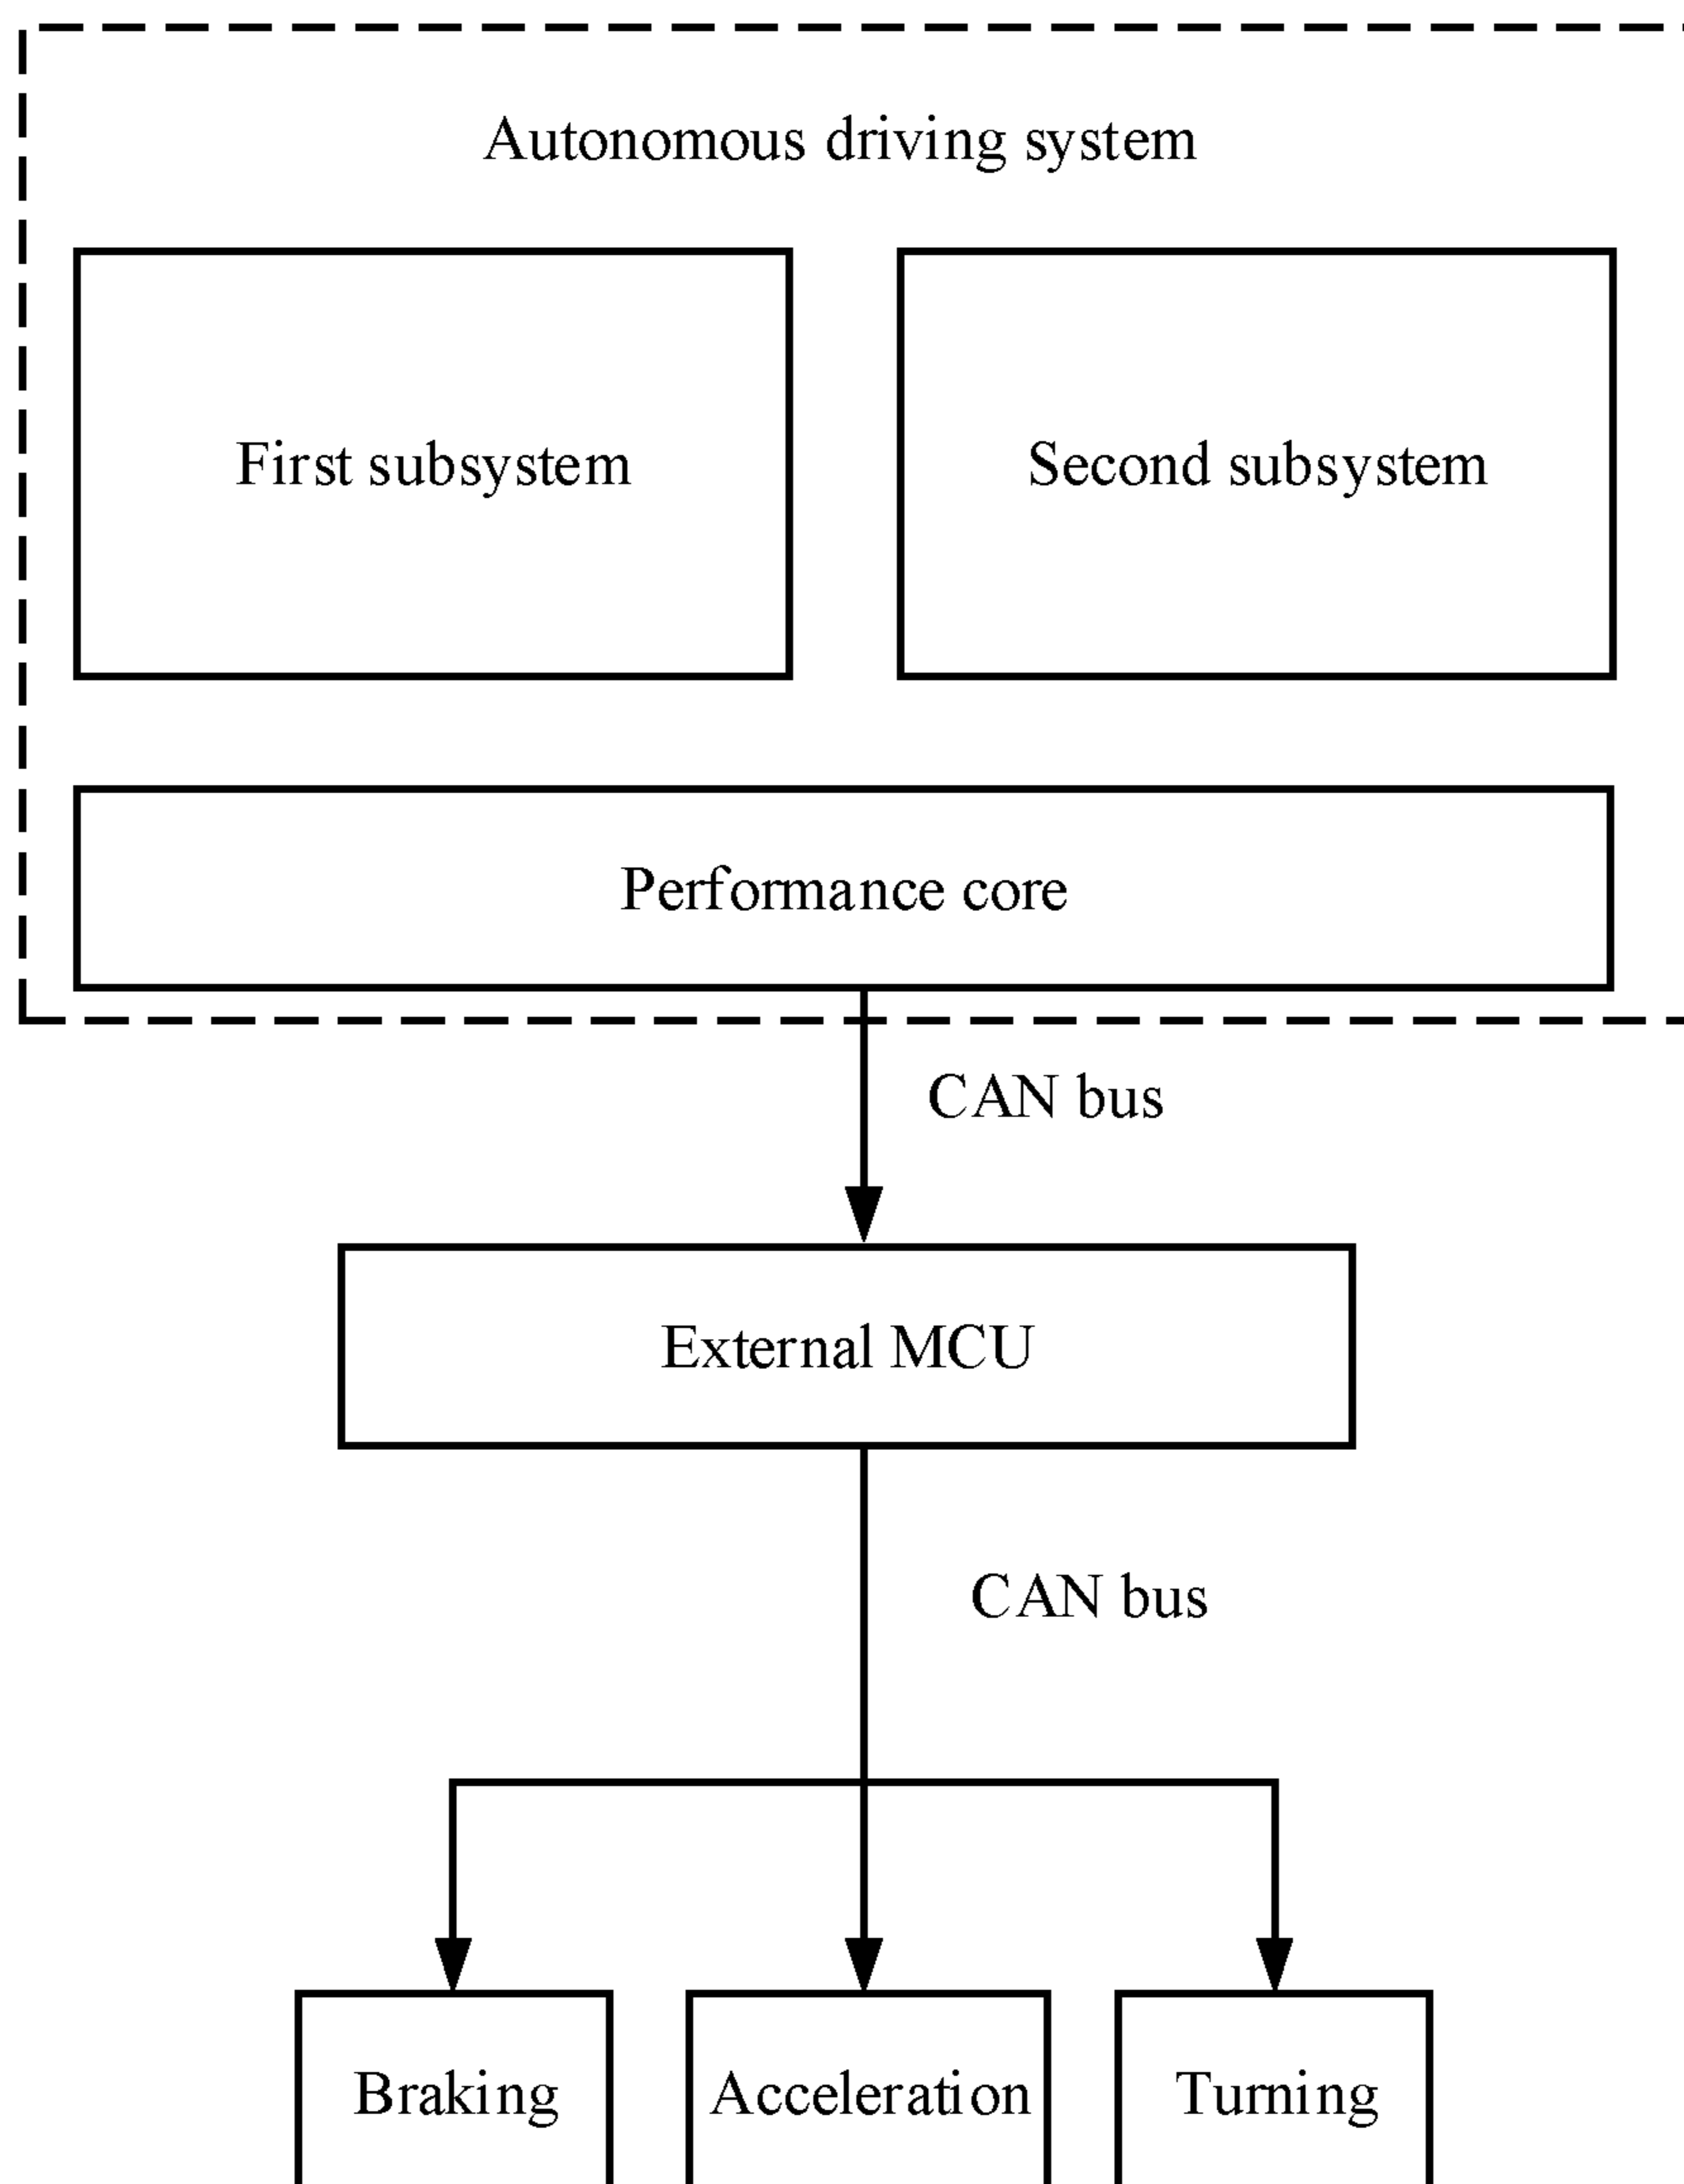 Autonomous driving system
First subsystem
Second subsystem
Performance core
CAN bus
External MCU
CAN bus
Braking
Acceleration
Turning